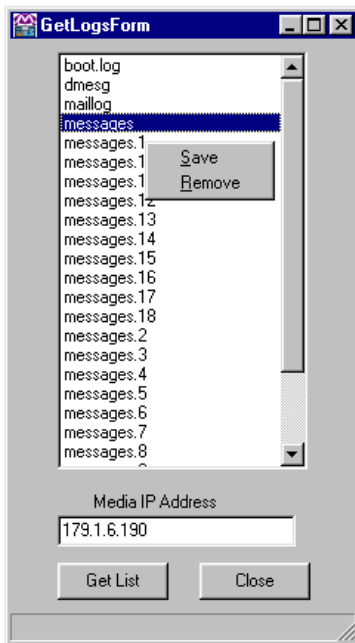 GetLogsForm
boot.log
dmesg
maillog
messages
messages.1
messages.1
messages.1
messages.12
messages.13
messages.14
messages.15
messages.16
messages.17
messages.18
messages.2
messages.3
messages.4
messages.5
messages.6
messages.7
messages.8
Save
Remove
Media IP Address
179.1.6.190
Get List
Close